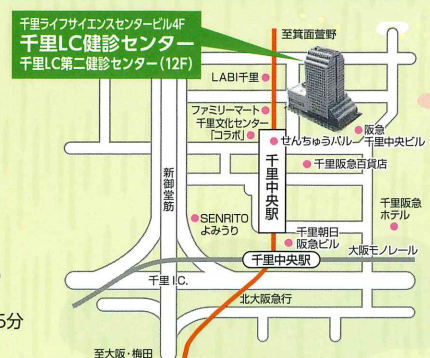 千里ライフサイエンスセンタービル4F
千里LC健診センター
千里LC第二健診センター(12F)
至箕面萱野
LABI千里
ファミリーマート
千里文化センター
「コラボ」
せんちゅうパル
阪急
千里中央ビル
千里中央駅
千里阪急百貨店
新御堂筋
SENRITO
よみうり
千里阪急
ホテル
千里朝日
阪急ビル
大阪モノレール
千里中央駅
千里I.C.
北大阪急行
5分
至大阪・梅田